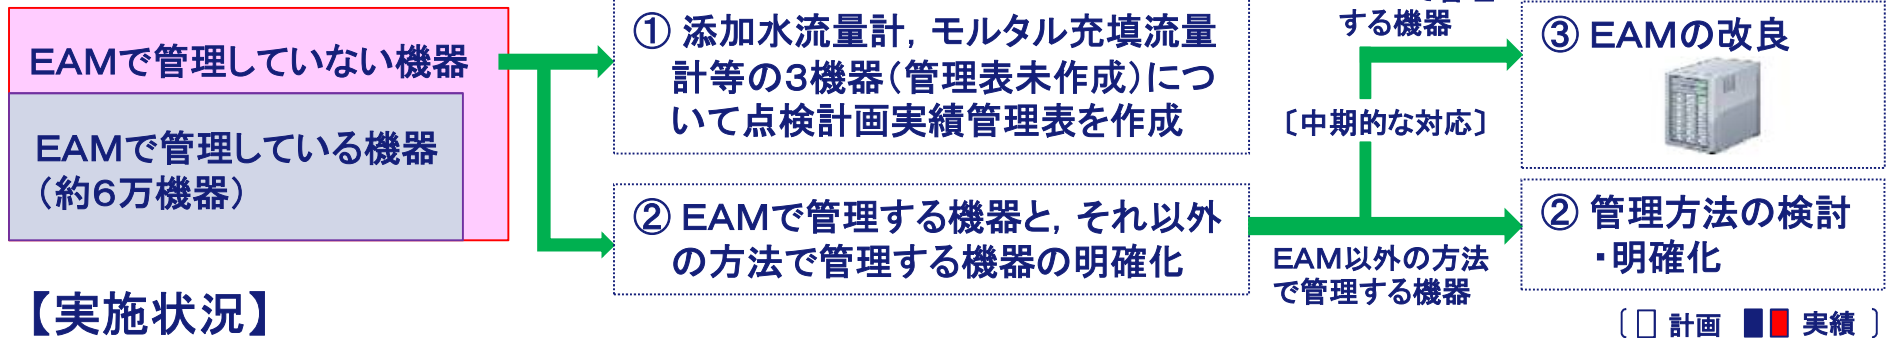 EAMで管理していない機器
EAMで管理している機器
（約6万機器）
① 添加水流量計，モルタル充填流量
計等の3機器（管理表未作成）につ
いて点検計画実績管理表を作成
② EAMで管理する機器と，それ以外
の方法で管理する機器の明確化
する機器
〔中期的な対応〕
EAM以外の方法
で管理する機器
③ EAMの改良
② 管理方法の検討
・明確化
【実施状況】
〔 □ 計画 ■■ 実績 〕